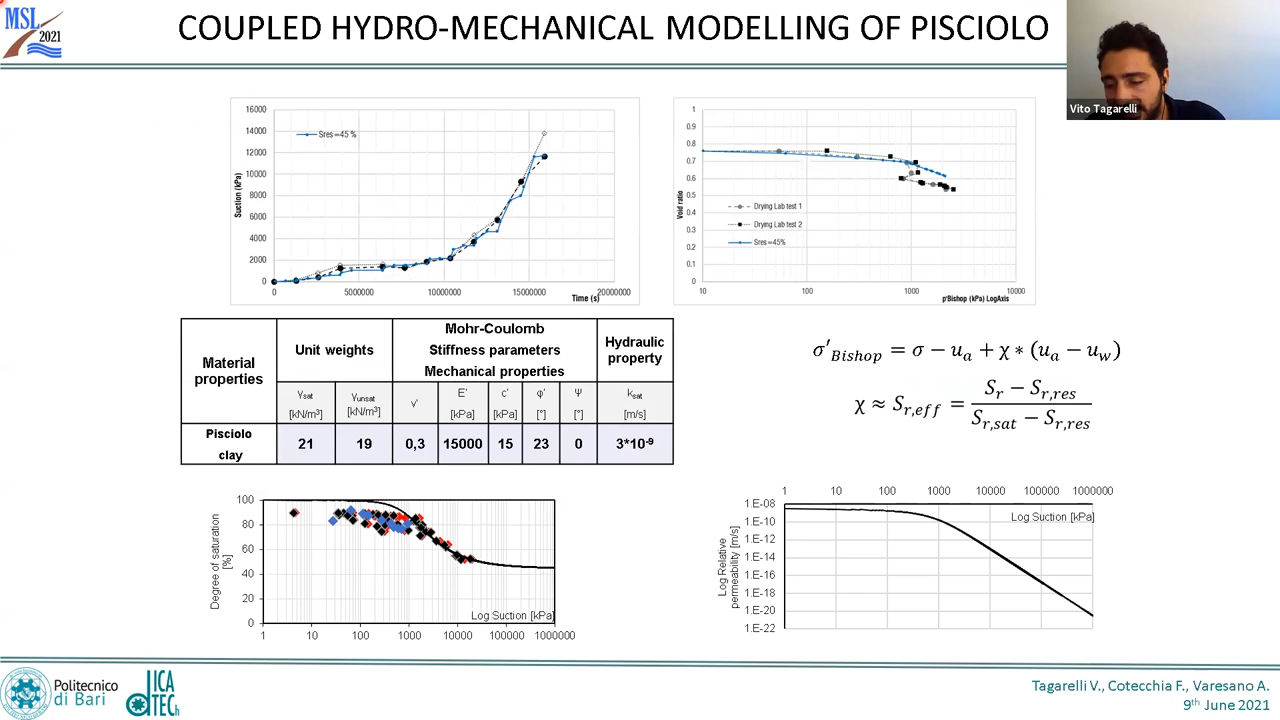 MSL
2021
COUPLED HYDRO-MECHANICAL MODELLING OF PISCIOLO
Vito Tagarelli
16000
14000
12000
10000
8000
6000
4000
2000
0
Suction (kPa)
Sres=45 %
0
5000000
10000000
15000000
20000000
Time (s)
1
0.9
0.8
0.7
0.6
0.5
0.4
0.3
0.2
0.1
0
Void ratio
Drying Lab test 1
Drying Lab test 2
Sres=45%
10
100
1000
10000
p'Bishop (kPa) LogAxis
Material properties
Unit weights
Mohr-Coulomb
Stiffness parameters
Mechanical properties
Hydraulic property
γsat [kN/m³]
γunsat [kN/m³]
ν'
E' [kPa]
c' [kPa]
φ' [°]
Ψ [°]
ksat [m/s]
Pisciolo clay
21
19
0,3
15000
15
23
0
3*10⁻⁹
σ′Bishop = σ − ua + χ ∗ (ua − uw)
χ ≈ Sr,eff = (Sr − Sr,res) / (Sr,sat − Sr,res)
100
80
60
40
20
0
Degree of saturation [%]
Log Suction [kPa]
1
10
100
1000
10000
100000
1000000
1
10
100
1000
10000
100000
1000000
Log Suction [kPa]
1.E-08
1.E-10
1.E-12
1.E-14
1.E-16
1.E-18
1.E-20
1.E-22
Log Relative permeability [m/s]
Politecnico
di Bari
ICA
TECh
Tagarelli V., Cotecchia F., Varesano A.
9th June 2021